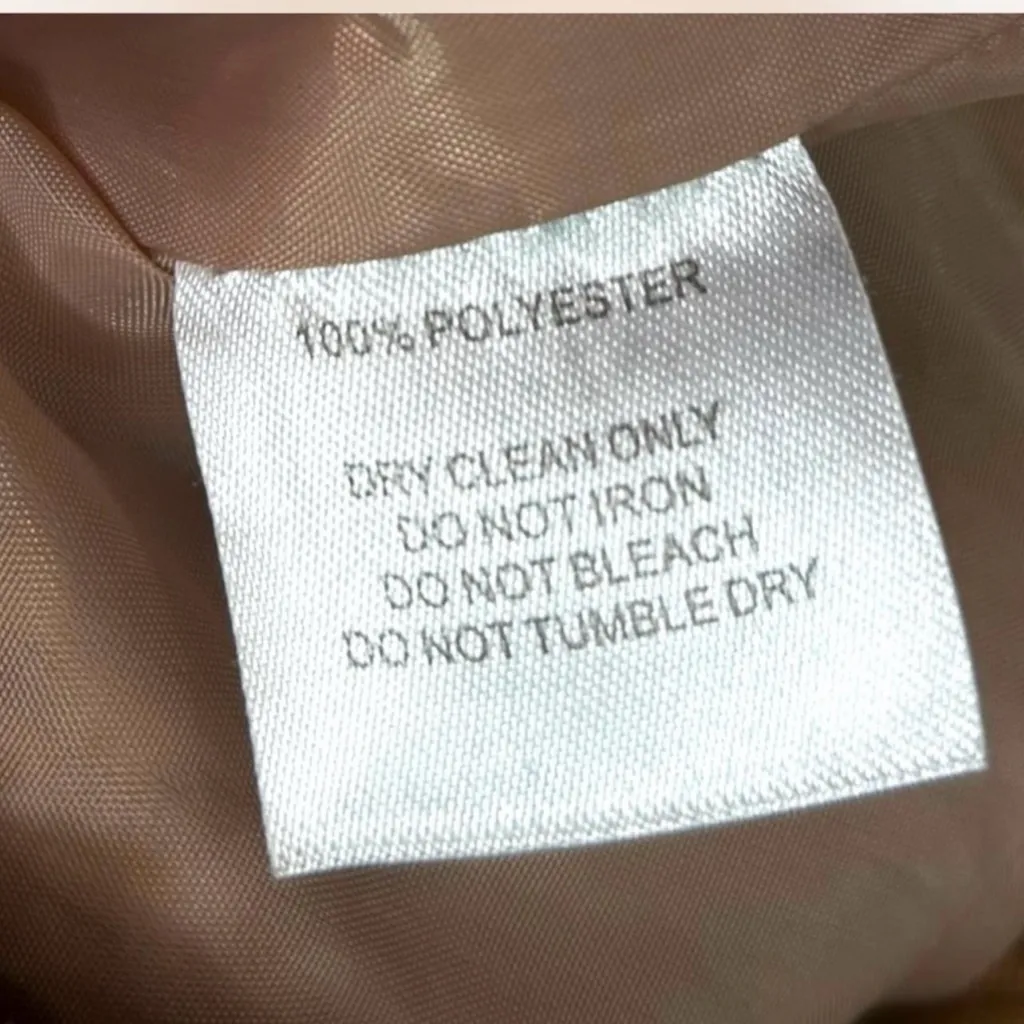 100% POLYESTER
DRY CLEAN ONLY
DO NOT IRON
DO NOT BLEACH
DO NOT TUMBLE DRY